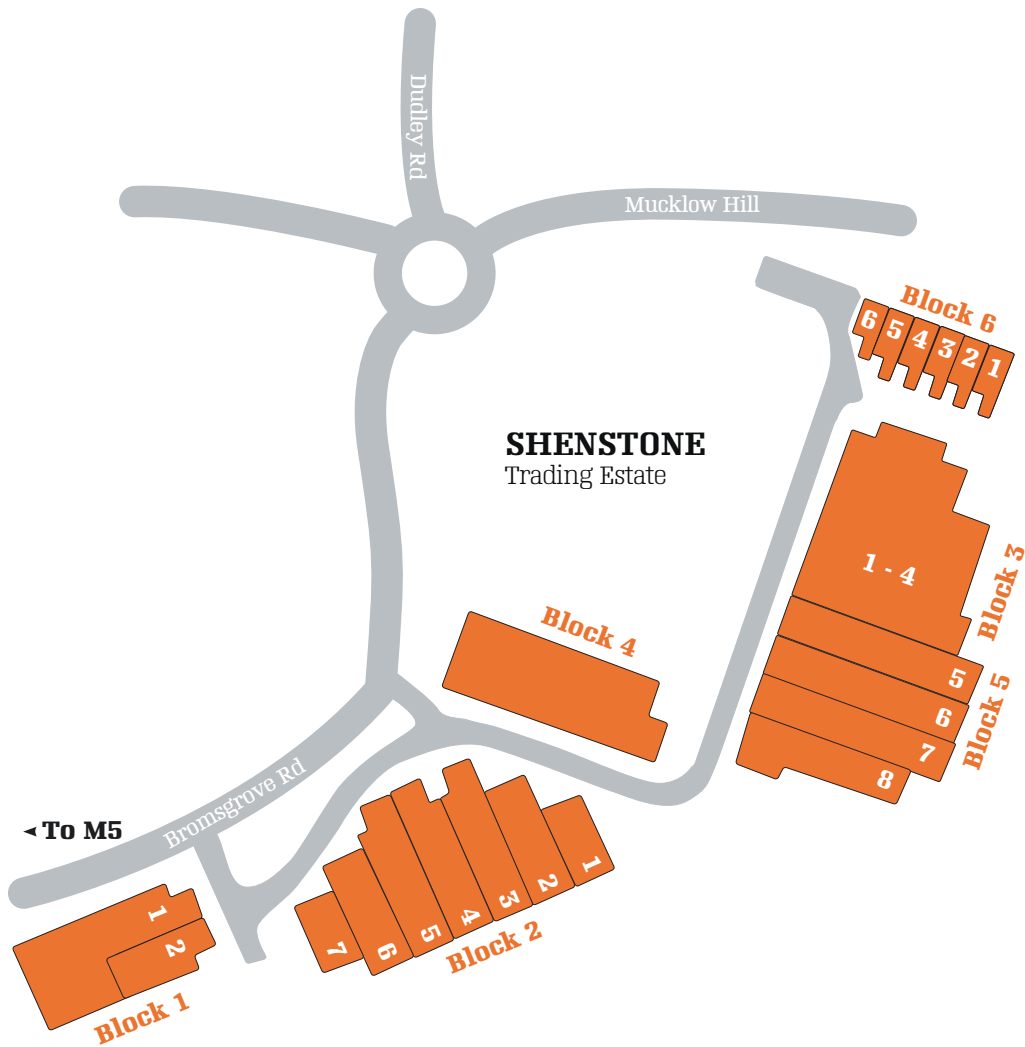 Dudley Rd
Mucklow Hill
Block 6
6
5
4
3
2
1
SHENSTONE
Trading Estate
Block 3
1 - 4
Block 4
5
6
7
8
Block 5
Bromsgrove Rd
◄ To M5
1
2
3
4
5
6
7
Block 2
1
2
Block 1